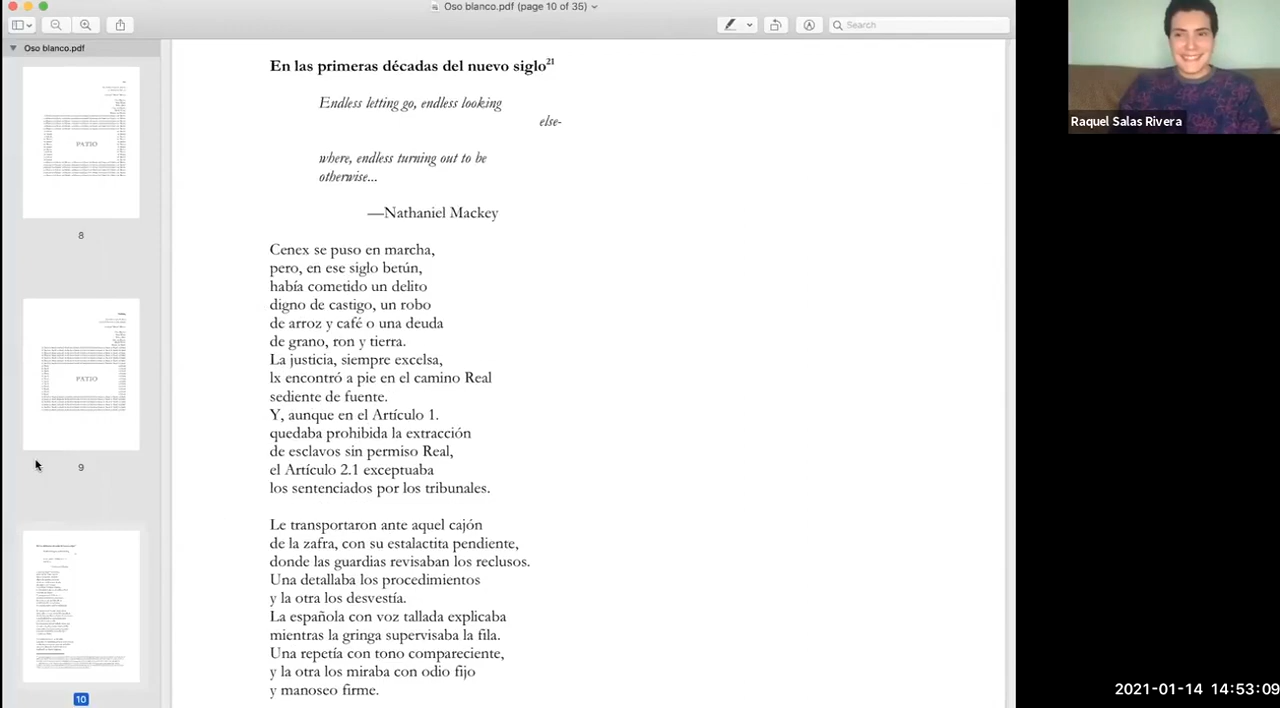 Oso blanco.pdf (page 10 of 35)
Search
Oso blanco.pdf
PATIO
8
PATIO
9
10
En las primeras décadas del nuevo siglo21
Endless letting go, endless looking
else-
where, endless turning out to be
otherwise...
—Nathaniel Mackey
Cenex se puso en marcha,
pero, en ese siglo betún,
había cometido un delito
digno de castigo, un robo
de arroz y café o una deuda
de grano, ron y tierra.
La justicia, siempre excelsa,
lx encontró a pie en el camino Real
sediente de fuente.
Y, aunque en el Artículo 1.
quedaba prohibida la extracción
de esclavos sin permiso Real,
el Artículo 2.1 exceptuaba
los sentenciados por los tribunales.
Le transportaron ante aquel cajón
de la zafra, con su estalactita pendiente,
donde las guardias revisaban los reclusos.
Una dictaba los procedimientos
y la otra los desvestía.
La española con voz rallada explicaba
mientras la gringa supervisaba la fila.
Una repetía con tono compareciente,
y la otra los miraba con odio fijo
y manoseo firme.
Raquel Salas Rivera
2021-01-14 14:53:09